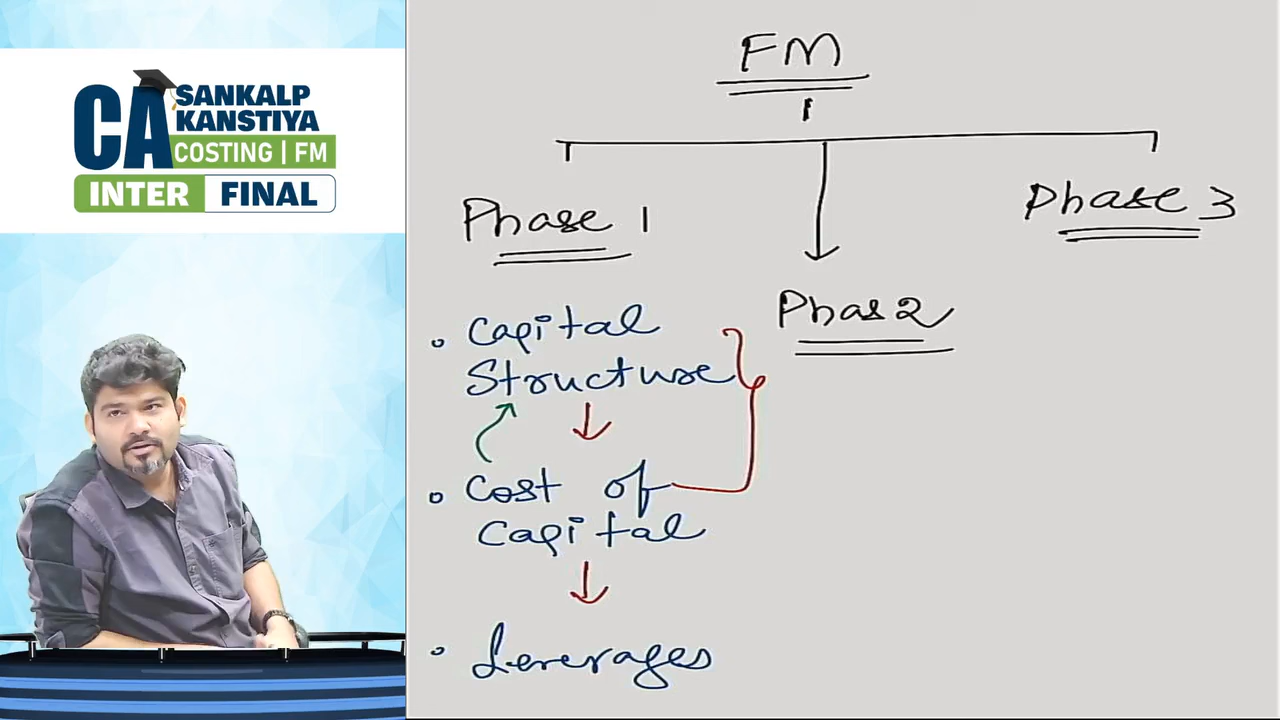 CA SANKALP
KANSTIYA
COSTING | FM
INTER FINAL
FM
Phase 1
Phase 3
Phas 2
• Capital
Structure
• Cost of
Capital
• Leverages